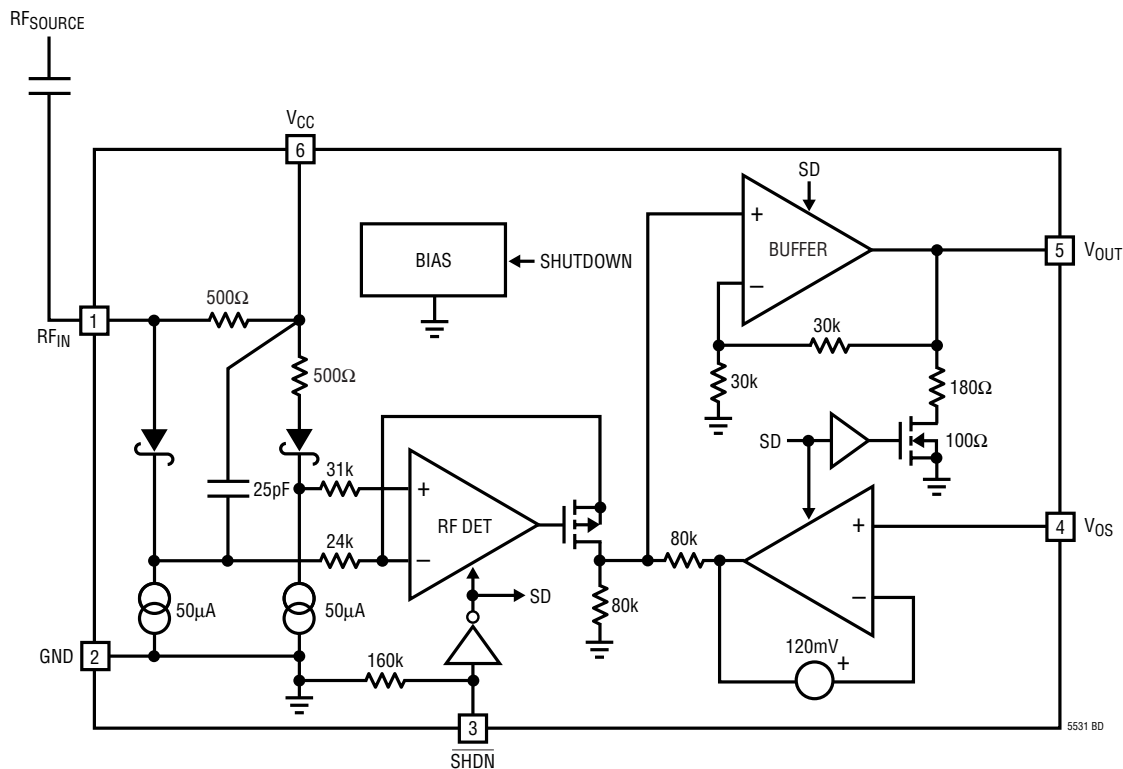 RFSOURCE
VCC
6
SD
+
BUFFER
–
5
VOUT
BIAS
SHUTDOWN
500Ω
1
RFIN
500Ω
30k
30k
180Ω
SD
100Ω
31k
25pF
+
RF DET
–
24k
80k
+
–
4
VOS
50µA
50µA
SD
80k
120mV
+
GND
2
160k
3
SHDN
5531 BD